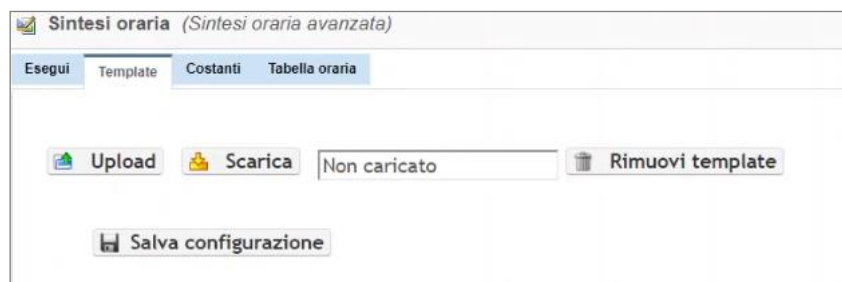 Sintesi oraria (Sintesi oraria avanzata)
Esegui Template Costanti Tabella oraria
Upload Scarica Non caricato Rimuovi template
Salva configurazione